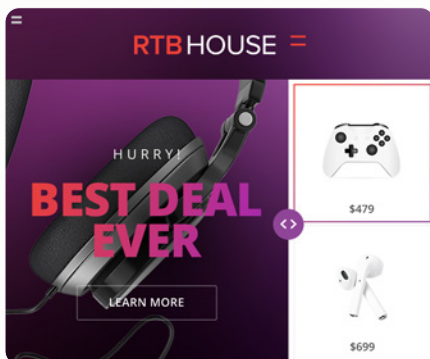 RTBHOUSE
HURRY!
BEST DEAL
EVER
LEARN MORE
$479
$699